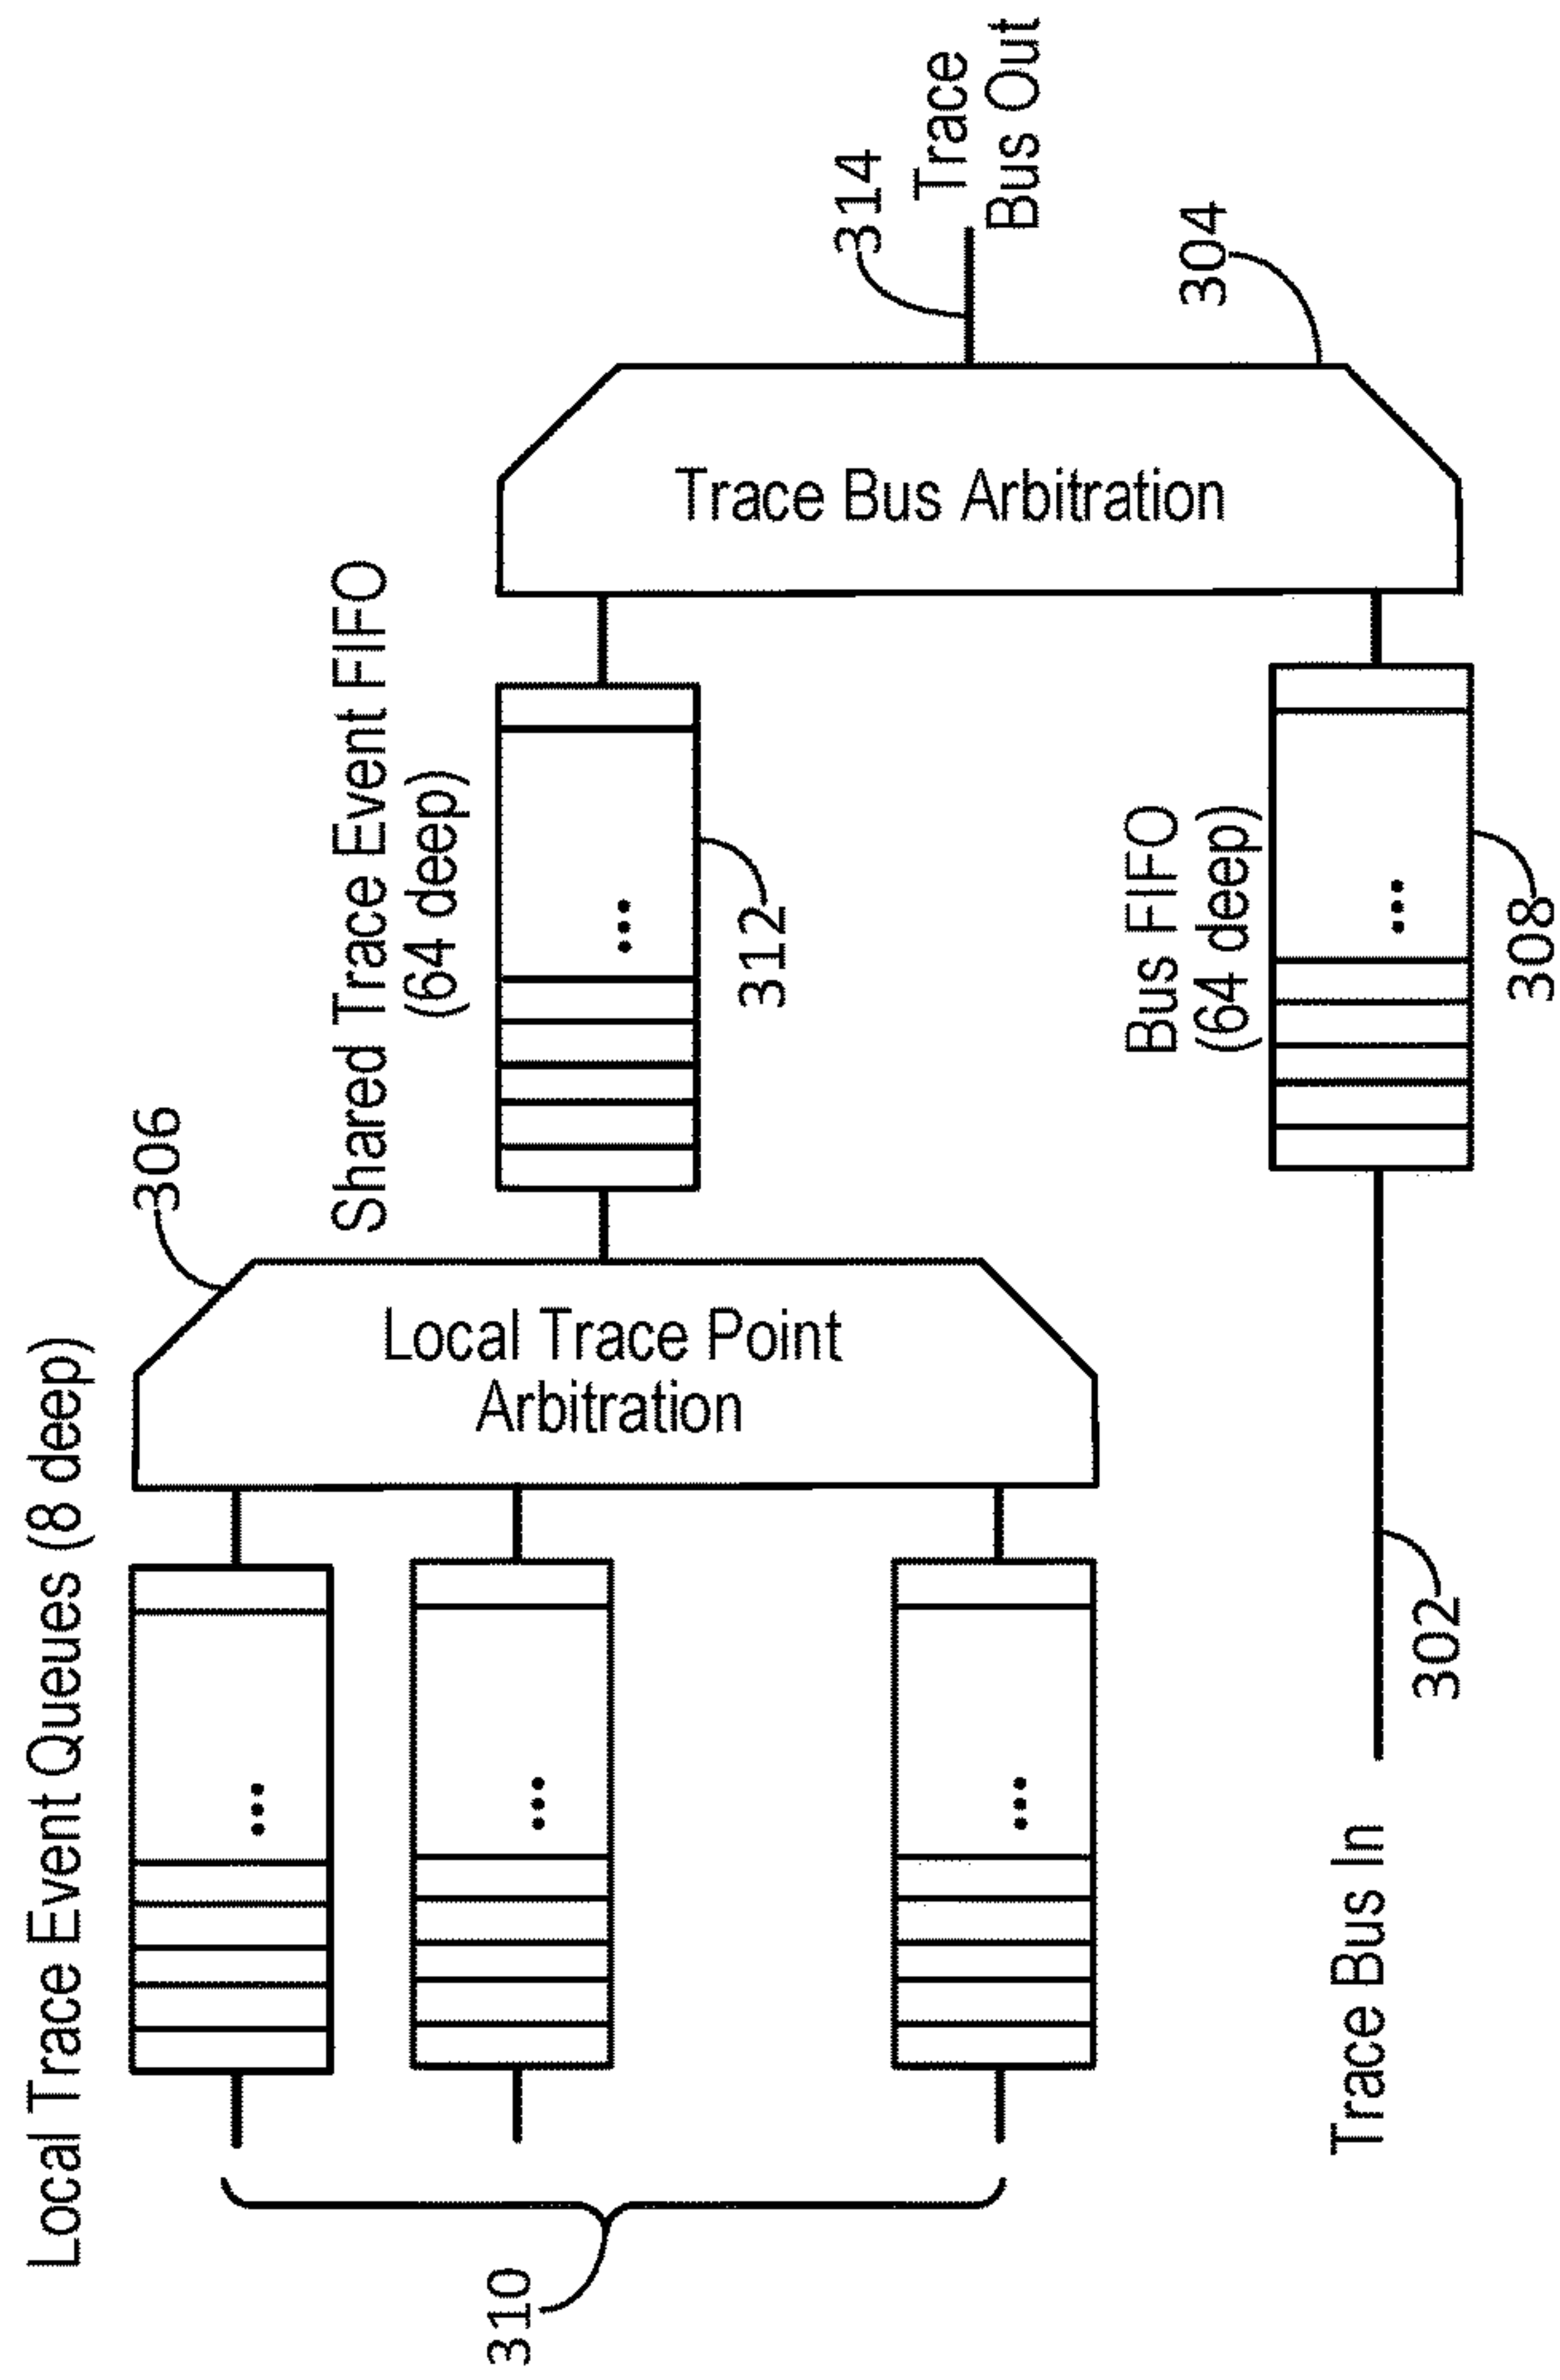 Local Trace Event Queues (8 deep)
306
Shared Trace Event FIFO
(64 deep)
312
310
Local Trace Point
Arbitration
Trace Bus Arbitration
314
Trace
Bus Out
304
Bus FIFO
(64 deep)
308
Trace Bus In
302